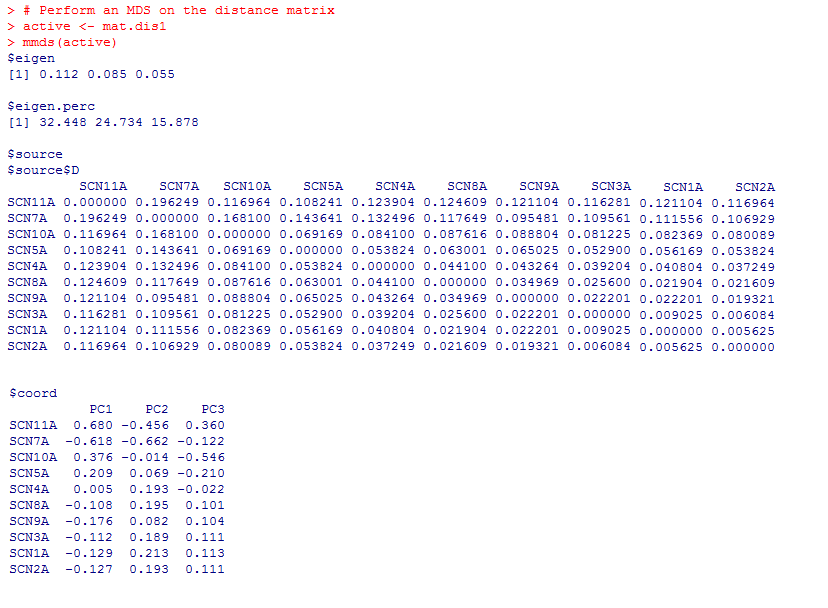 > # Perform an MDS on the distance matrix
> active <- mat.dis1
> mmds(active)
$eigen
[1] 0.112 0.085 0.055
$eigen.perc
[1] 32.448 24.734 15.878
$source
$source$D
SCN11A SCN7A SCN10A SCN5A SCN4A SCN8A SCN9A SCN3A SCN1A SCN2A
SCN11A 0.000000 0.196249 0.116964 0.108241 0.123904 0.124609 0.121104 0.116281 0.121104 0.116964
SCN7A 0.196249 0.000000 0.168100 0.143641 0.132496 0.117649 0.095481 0.109561 0.111556 0.106929
SCN10A 0.116964 0.168100 0.000000 0.069169 0.084100 0.087616 0.088804 0.081225 0.082369 0.080089
SCN5A 0.108241 0.143641 0.069169 0.000000 0.053824 0.063001 0.065025 0.052900 0.056169 0.053824
SCN4A 0.123904 0.132496 0.084100 0.053824 0.000000 0.044100 0.043264 0.039204 0.040804 0.037249
SCN8A 0.124609 0.117649 0.087616 0.063001 0.044100 0.000000 0.034969 0.025600 0.021904 0.021609
SCN9A 0.121104 0.095481 0.088804 0.065025 0.043264 0.034969 0.000000 0.022201 0.022201 0.019321
SCN3A 0.116281 0.109561 0.081225 0.052900 0.039204 0.025600 0.022201 0.000000 0.009025 0.006084
SCN1A 0.121104 0.111556 0.082369 0.056169 0.040804 0.021904 0.022201 0.009025 0.000000 0.005625
SCN2A 0.116964 0.106929 0.080089 0.053824 0.037249 0.021609 0.019321 0.006084 0.005625 0.000000
$coord
PC1 PC2 PC3
SCN11A 0.680 -0.456 0.360
SCN7A -0.618 -0.662 -0.122
SCN10A 0.376 -0.014 -0.546
SCN5A 0.209 0.069 -0.210
SCN4A 0.005 0.193 -0.022
SCN8A -0.108 0.195 0.101
SCN9A -0.176 0.082 0.104
SCN3A -0.112 0.189 0.111
SCN1A -0.129 0.213 0.113
SCN2A -0.127 0.193 0.111